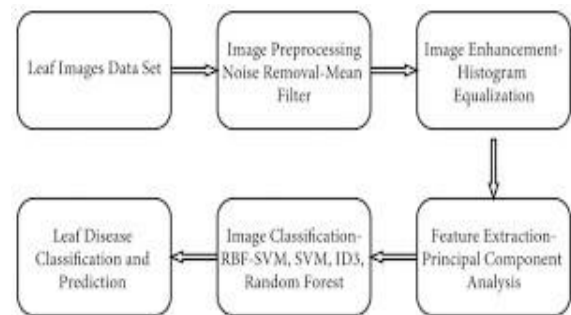 Leaf Images Data Set
Image Preprocessing
Noise Removal-Mean
Filter
Image Enhancement-
Histogram
Equalization
Feature Extraction-
Principal Component
Analysis
Image Classification-
RBF-SVM, SVM, ID3,
Random Forest
Leaf Disease
Classification and
Prediction